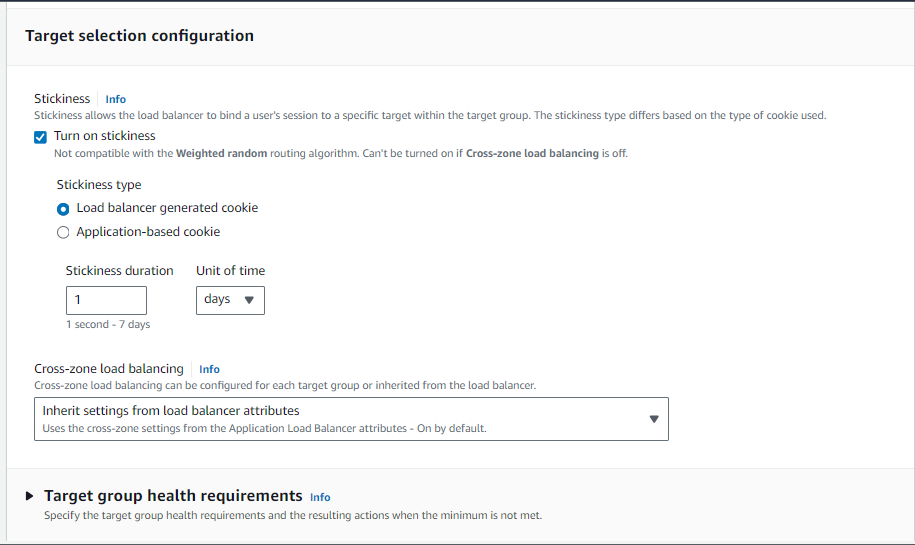 Target selection configuration
Stickiness Info
Stickiness allows the load balancer to bind a user's session to a specific target within the target group. The stickiness type differs based on the type of cookie used.
Turn on stickiness
Not compatible with the Weighted random routing algorithm. Can't be turned on if Cross-zone load balancing is off.
Stickiness type
Load balancer generated cookie
Application-based cookie
Stickiness duration Unit of time
1 days
1 second - 7 days
Cross-zone load balancing Info
Cross-zone load balancing can be configured for each target group or inherited from the load balancer.
Inherit settings from load balancer attributes
Uses the cross-zone settings from the Application Load Balancer attributes - On by default.
Target group health requirements Info
Specify the target group health requirements and the resulting actions when the minimum is not met.